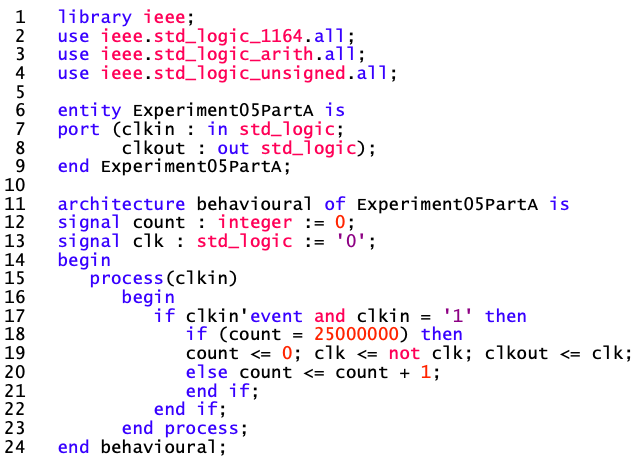 1 library ieee;
2 use ieee.std_logic_1164.all;
3 use ieee.std_logic_arith.all;
4 use ieee.std_logic_unsigned.all;
5
6 entity Experiment05PartA is
7 port (clkin : in std_logic;
8 clkout : out std_logic);
9 end Experiment05PartA;
10
11 architecture behavioural of Experiment05PartA is
12 signal count : integer := 0;
13 signal clk : std_logic := '0';
14 begin
15 process(clkin)
16 begin
17 if clkin'event and clkin = '1' then
18 if (count = 25000000) then
19 count <= 0; clk <= not clk; clkout <= clk;
20 else count <= count + 1;
21 end if;
22 end if;
23 end process;
24 end behavioural;